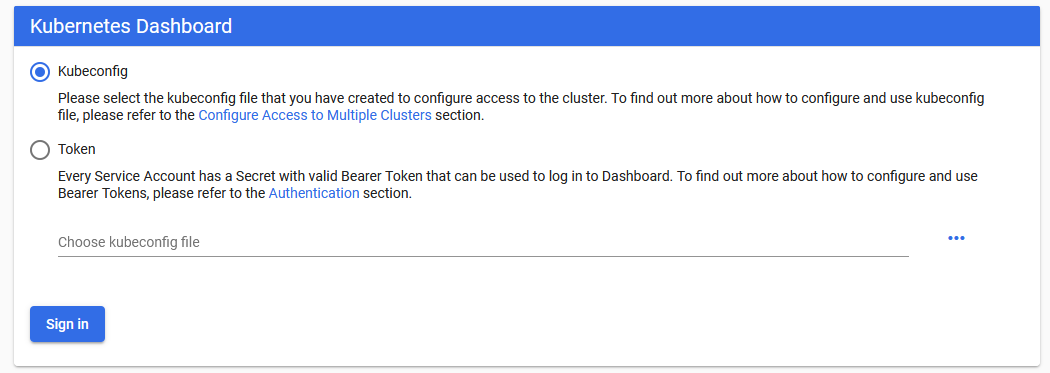 Kubernetes Dashboard
Kubeconfig
Please select the kubeconfig file that you have created to configure access to the cluster. To find out more about how to configure and use kubeconfig
file, please refer to the Configure Access to Multiple Clusters section.
Token
Every Service Account has a Secret with valid Bearer Token that can be used to log in to Dashboard. To find out more about how to configure and use
Bearer Tokens, please refer to the Authentication section.
Choose kubeconfig file
Sign in